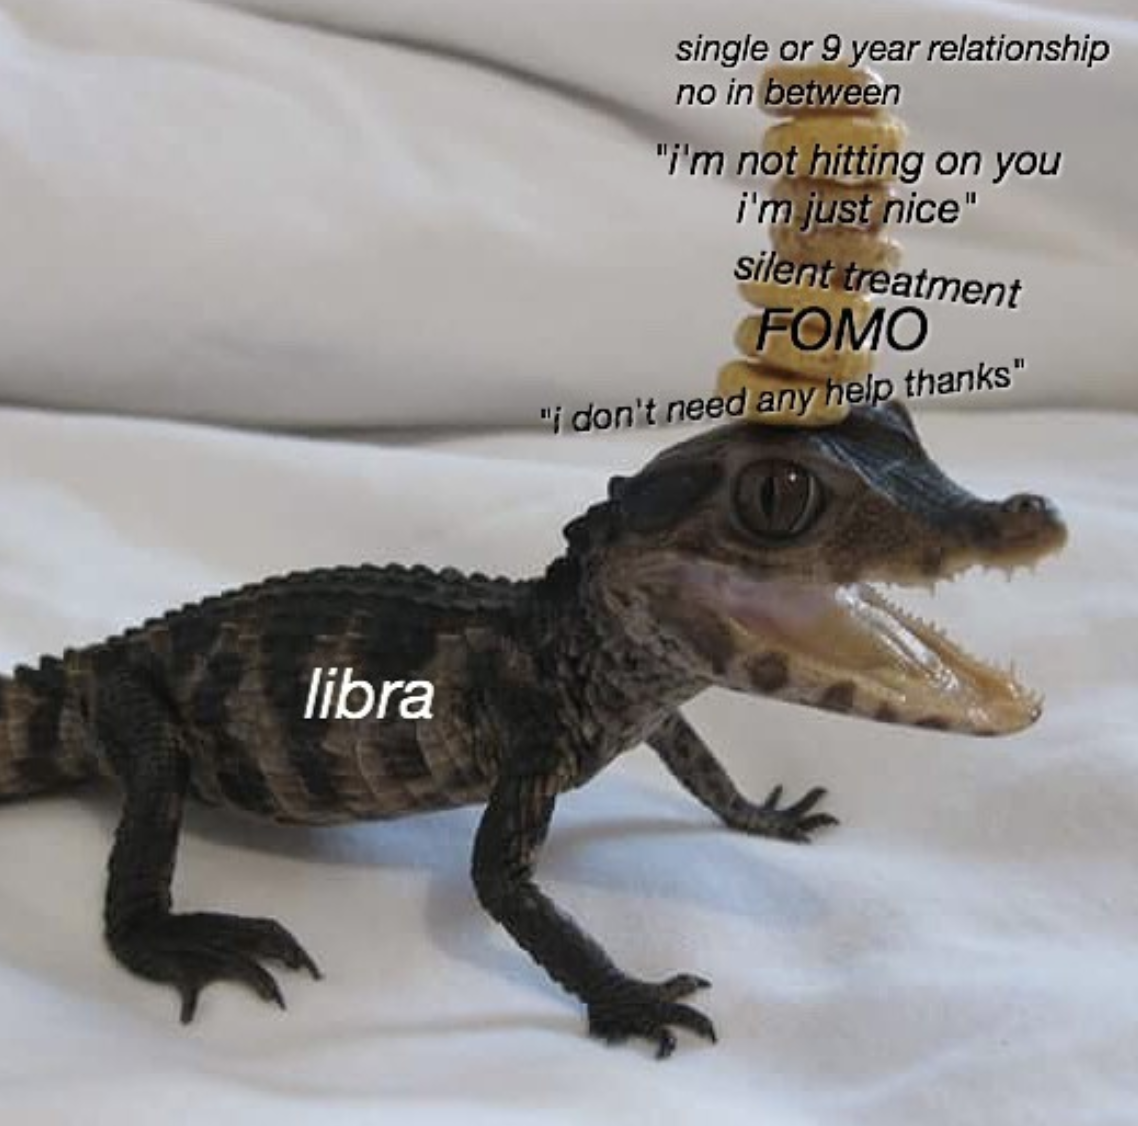 single or 9 year relationship
no in between
"i'm not hitting on you
i'm just nice"
silent treatment
FOMO
"i don't need any help thanks"
libra